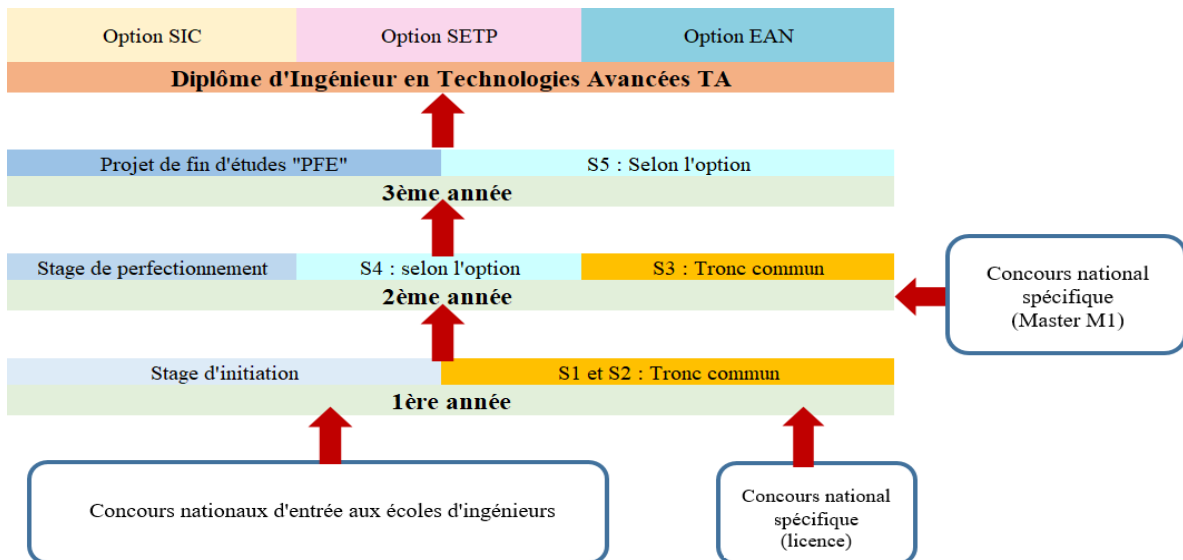 Option SIC
Option SETP
Option EAN
Diplôme d'Ingénieur en Technologies Avancées TA
Projet de fin d'études "PFE"
S5 : Selon l'option
3ème année
Stage de perfectionnement
S4 : selon l'option
S3 : Tronc commun
2ème année
Concours national
spécifique
(Master M1)
Stage d'initiation
S1 et S2 : Tronc commun
1ère année
Concours nationaux d'entrée aux écoles d'ingénieurs
Concours national
spécifique
(licence)